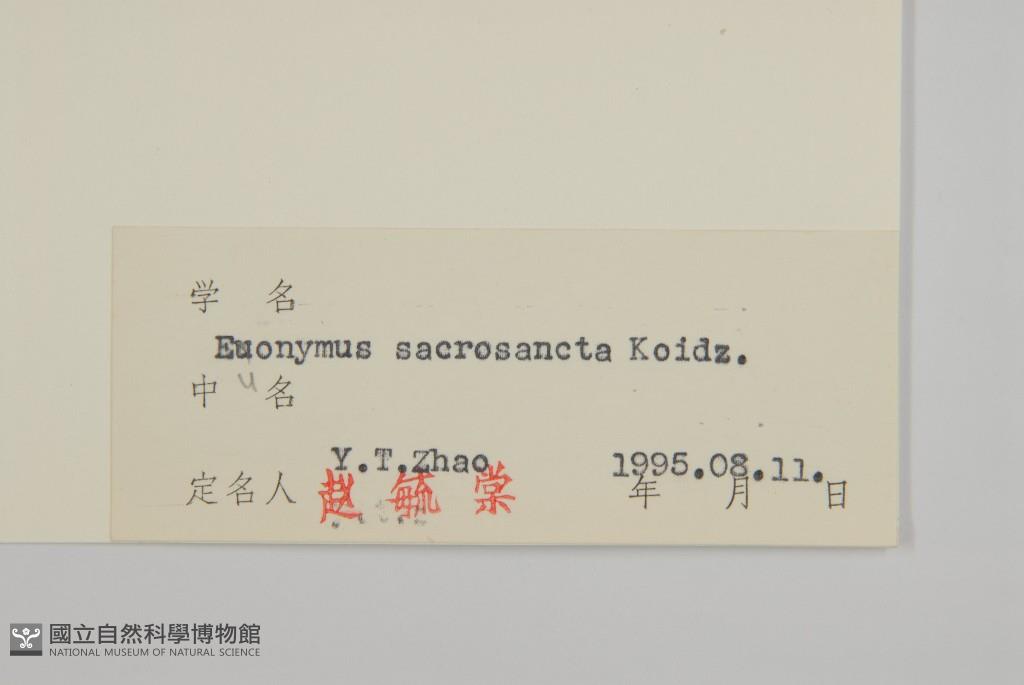 学 名
Euonymus sacrosancta Koidz.
中 名
u
Y.T.Zhao 1995.08.11.
定名人 赵毓棠 年 月 日
國立自然科學博物館
NATIONAL MUSEUM OF NATURAL SCIENCE